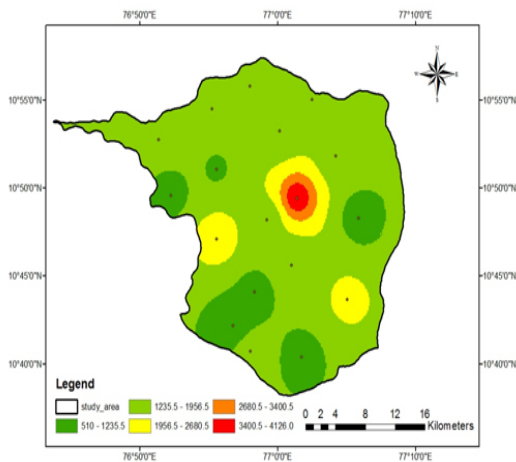 76°50'0"E 77°0'0"E 77°10'0"E
N
W E
S
10°55'0"N 10°55'0"N
10°50'0"N 10°50'0"N
10°45'0"N 10°45'0"N
10°40'0"N 10°40'0"N
Legend
study_area 1235.5 - 1956.5 2680.5 - 3400.5
510 - 1235.5 1956.5 - 2680.5 3400.5 - 4126.0
0 2 4 8 12 16
Kilometers
76°50'0"E 77°0'0"E 77°10'0"E